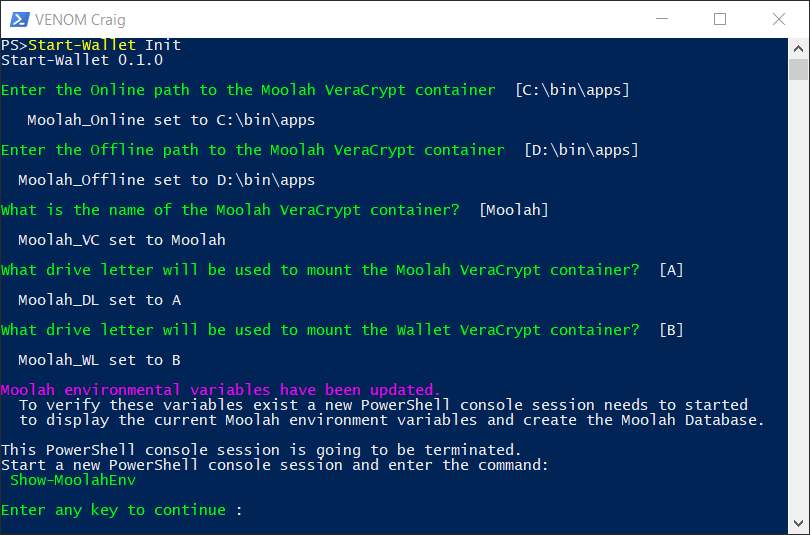 VENOM Craig
PS>Start-Wallet Init
Start-Wallet 0.1.0
Enter the Online path to the Moolah VeraCrypt container  [C:\bin\apps]
Moolah_Online set to C:\bin\apps
Enter the Offline path to the Moolah VeraCrypt container  [D:\bin\apps]
Moolah_Offline set to D:\bin\apps
What is the name of the Moolah VeraCrypt container?  [Moolah]
Moolah_VC set to Moolah
What drive letter will be used to mount the Moolah VeraCrypt container?  [A]
Moolah_DL set to A
What drive letter will be used to mount the Wallet VeraCrypt container?  [B]
Moolah_WL set to B
Moolah environmental variables have been updated.
To verify these variables exist a new PowerShell console session needs to started
to display the current Moolah environment variables and create the Moolah Database.
This PowerShell console session is going to be terminated.
Start a new PowerShell console session and enter the command:
Show-MoolahEnv
Enter any key to continue :